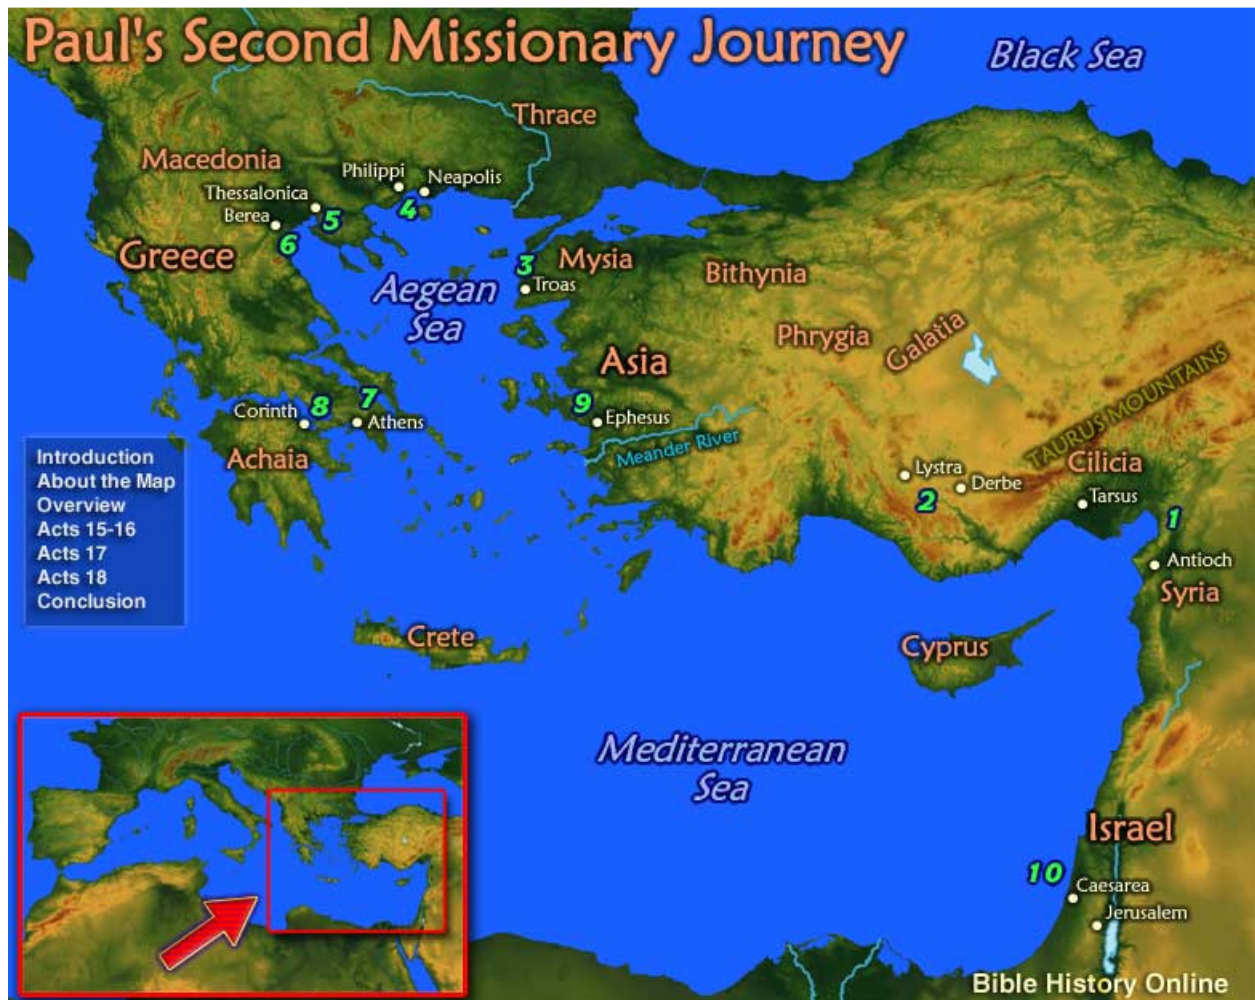 Paul's Second Missionary Journey
Black Sea
Thrace
Macedonia
Philippi
Neapolis
Thessalonica
Berea
4
5
6
Greece
3
Mysia
Troas
Bithynia
Aegean
Sea
Phrygia
Galatia
Asia
TAURUS MOUNTAINS
7
8
9
Corinth
Athens
Ephesus
Meander River
Achaia
Lystra
Derbe
2
Cilicia
Tarsus
1
Antioch
Syria
Introduction
About the Map
Overview
Acts 15-16
Acts 17
Acts 18
Conclusion
Crete
Cyprus
Mediterranean
Sea
Israel
10
Caesarea
Jerusalem
Bible History Online